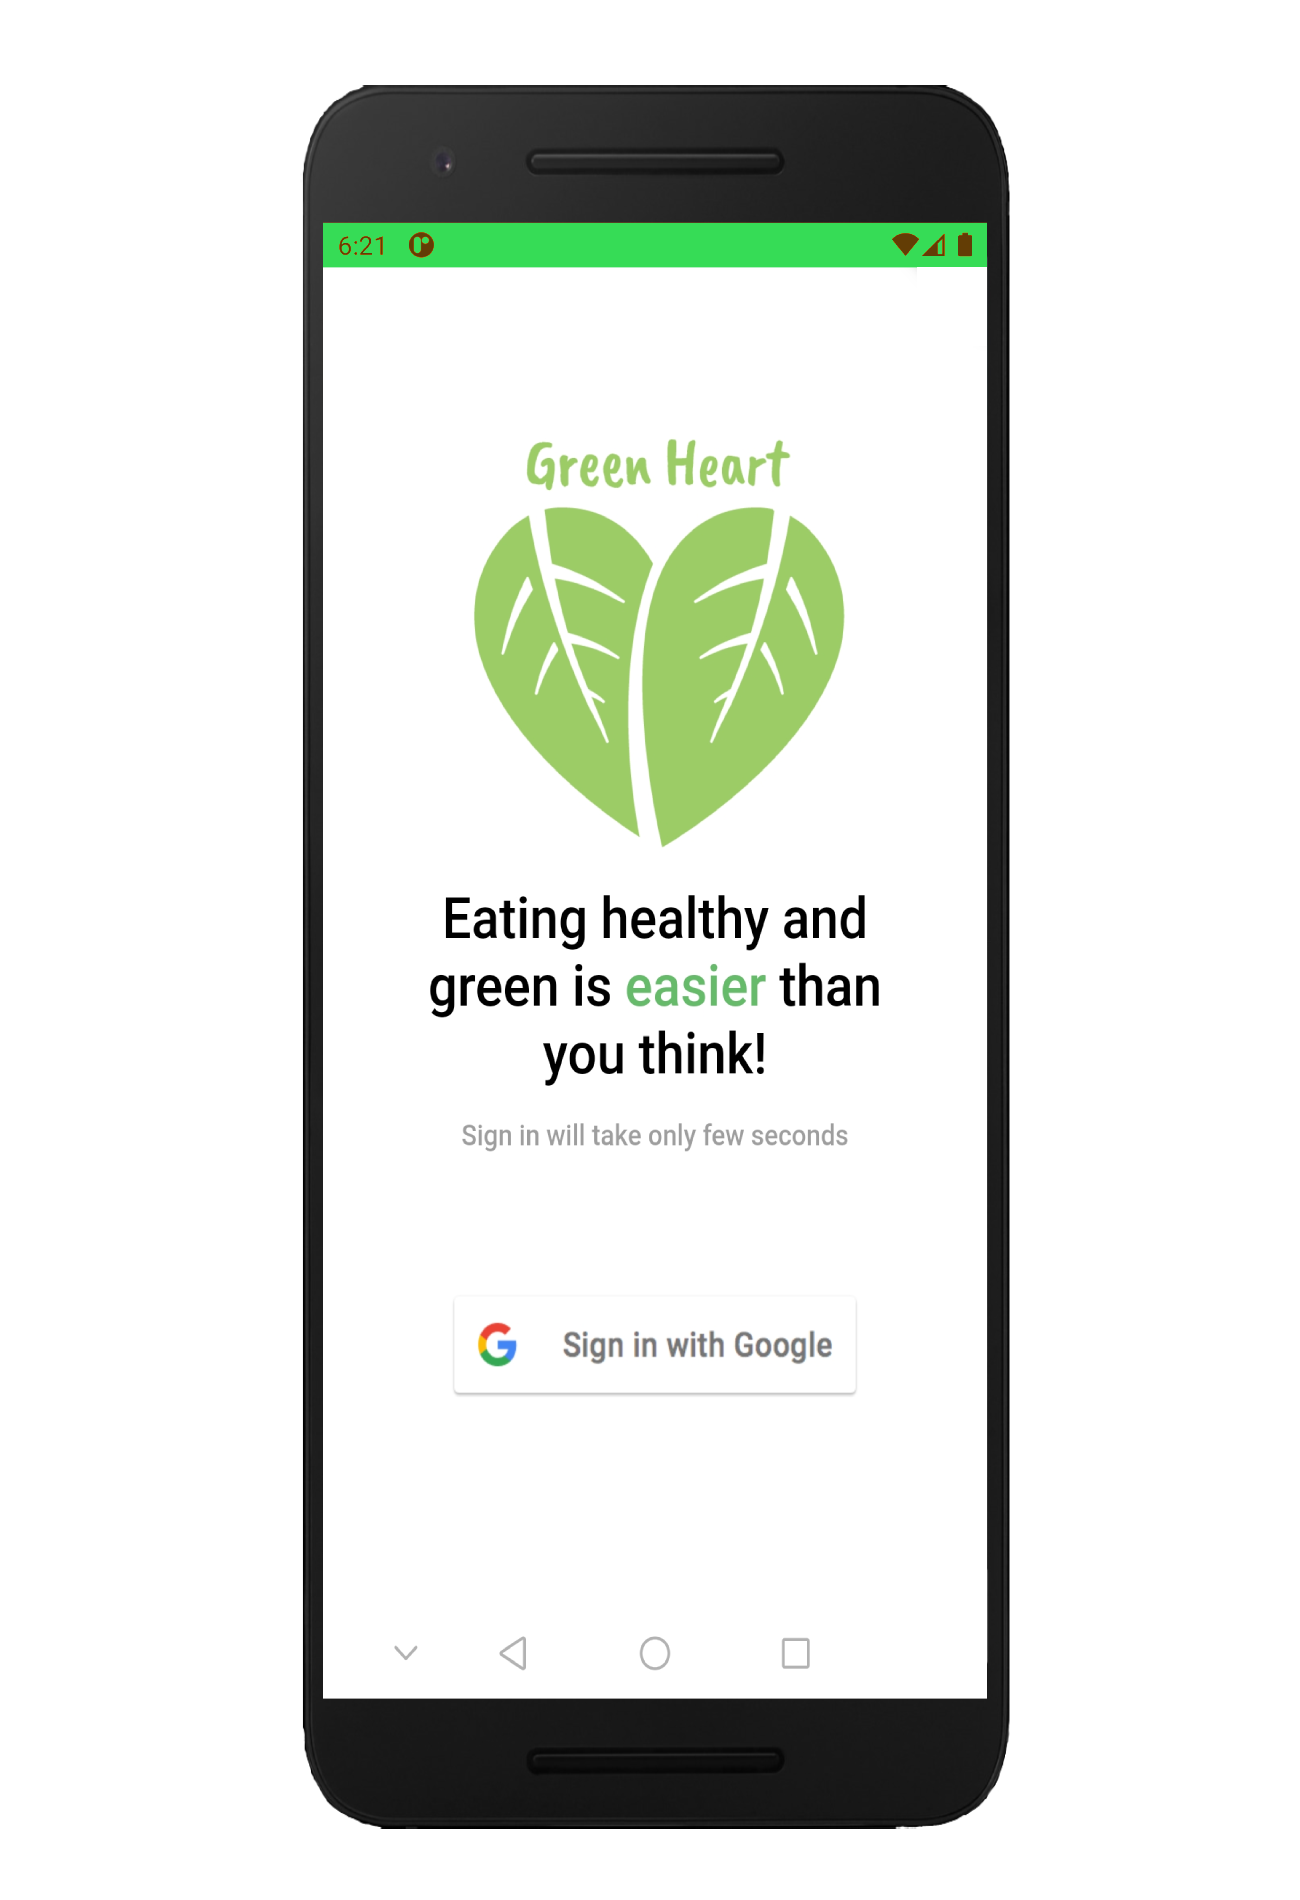 6:21
Green Heart
Eating healthy and
green is easier than
you think!
Sign in will take only few seconds
Sign in with Google